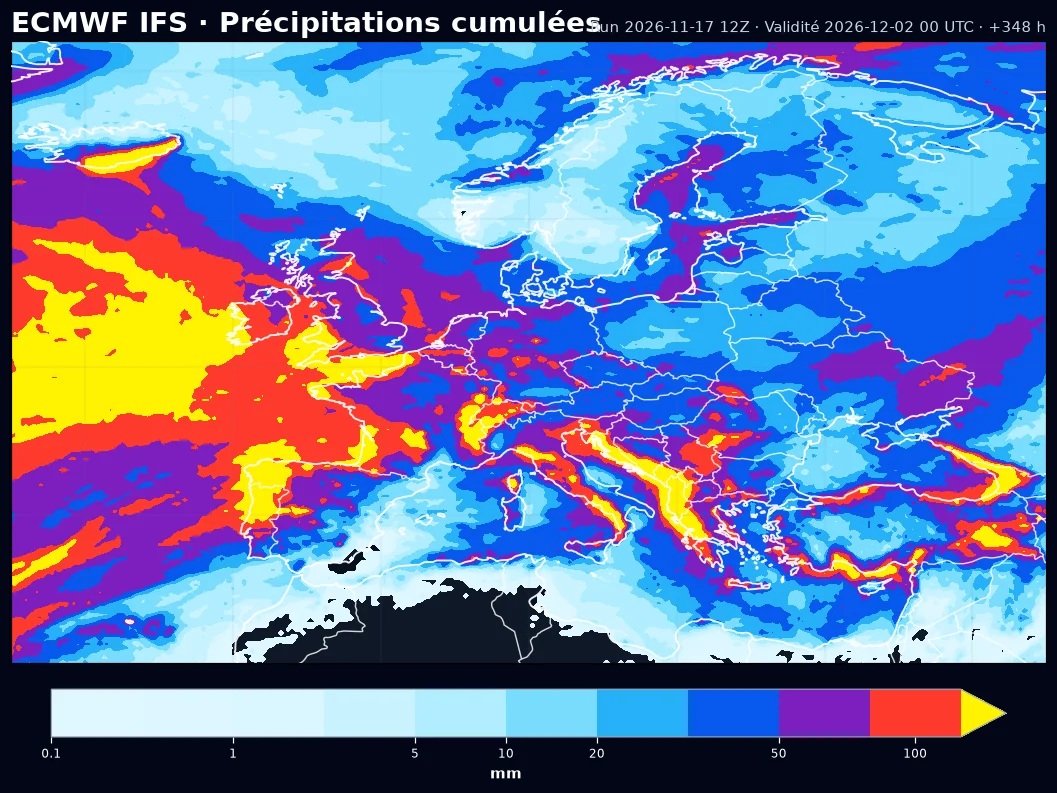 ECMWF IFS · Précipitations cumulées
Run 2026-11-17 12Z · Validité 2026-12-02 00 UTC · +348 h
0.1 1 5 10 20 50 100
mm